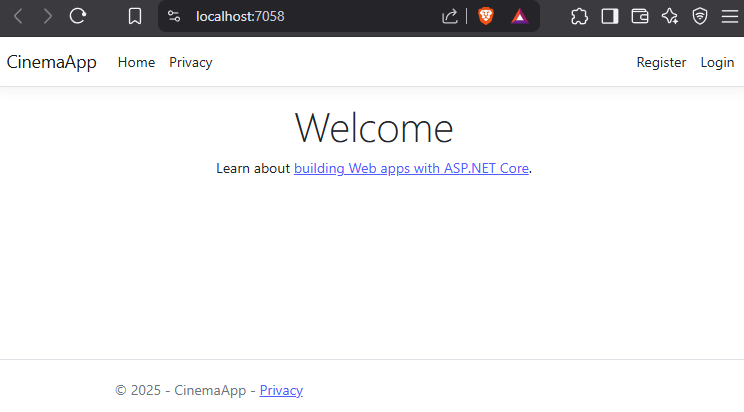 localhost:7058
CinemaApp Home Privacy Register Login
Welcome
Learn about building Web apps with ASP.NET Core.
© 2025 - CinemaApp - Privacy